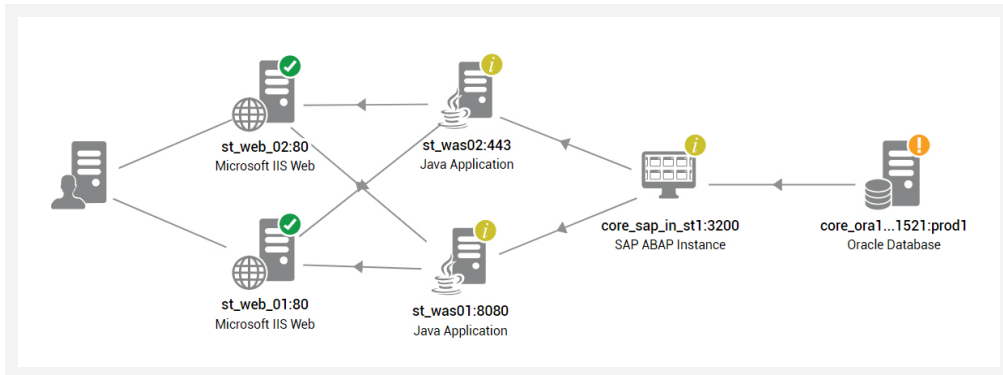 st_web_02:80
Microsoft IIS Web
st_was02:443
Java Application
core_sap_in_st1:3200
SAP ABAP Instance
core_ora1...1521:prod1
Oracle Database
st_web_01:80
Microsoft IIS Web
st_was01:8080
Java Application